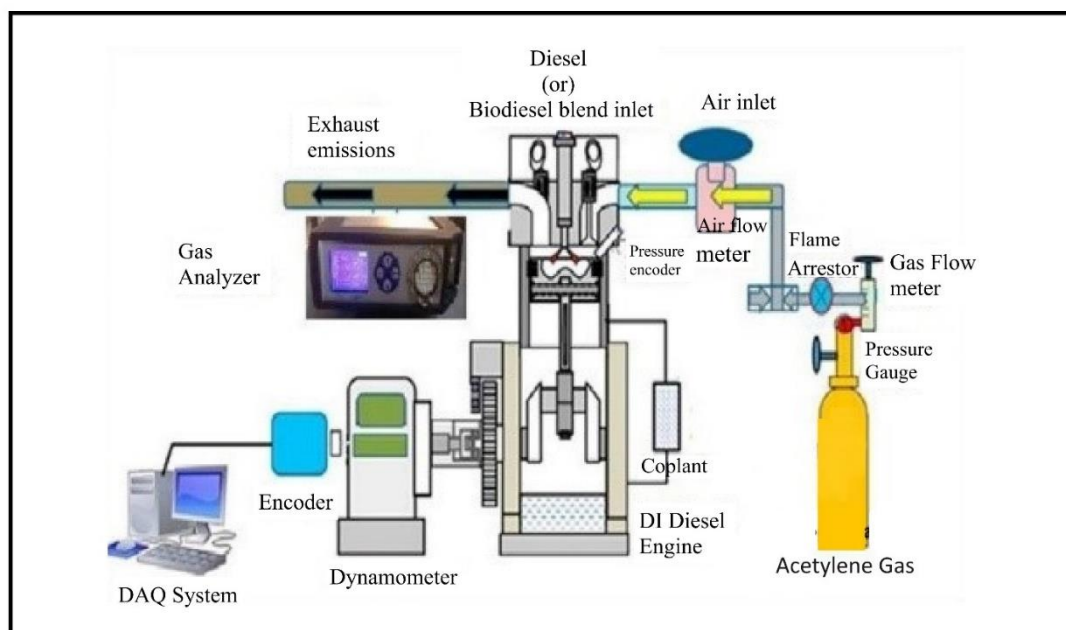 Diesel
(or)
Biodiesel blend inlet
Air inlet
Exhaust
emissions
Gas
Analyzer
Pressure
encoder
Air flow
meter
Flame
Arrestor
Gas Flow
meter
Pressure
Gauge
Coplant
Encoder
DI Diesel
Engine
Dynamometer
DAQ System
Acetylene Gas